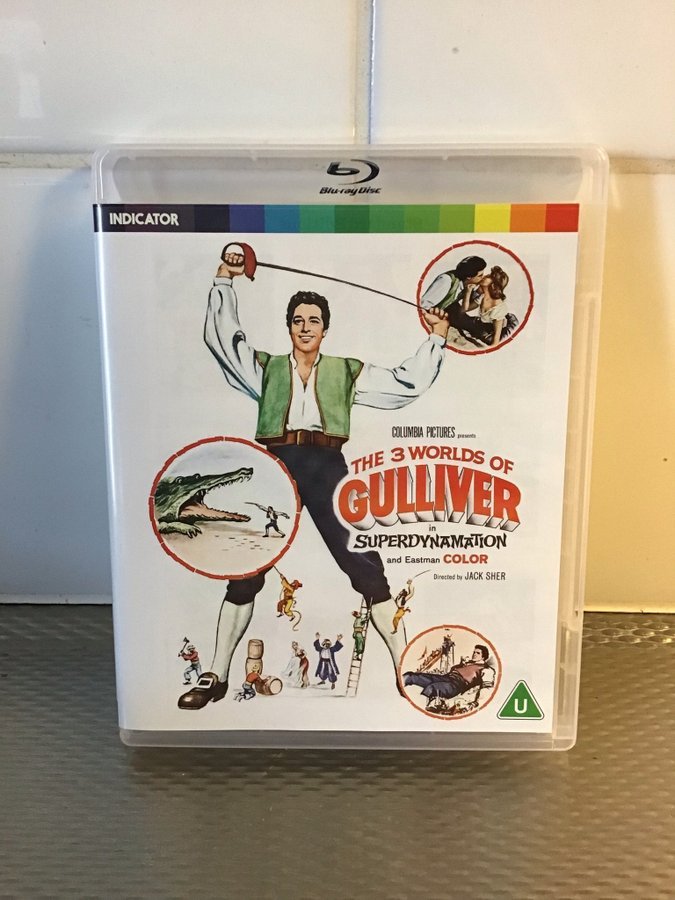 Blu-ray Disc
INDICATOR
COLUMBIA PICTURES presents
THE 3 WORLDS OF
GULLIVER
in
SUPERDYNAMATION
and Eastman COLOR
Directed by JACK SHER
U